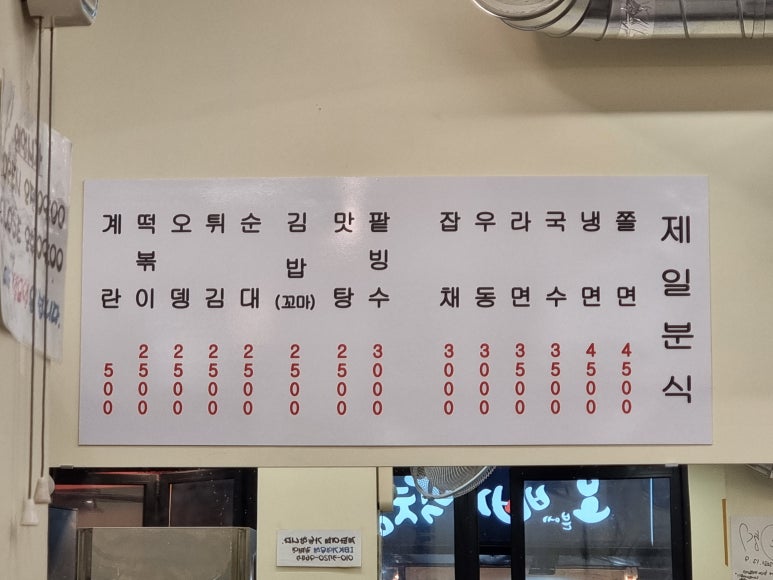 제일분식
쫄면 4500
냉면 4500
국수 3500
라면 3500
우동 3000
잡채 3000
팥빙수 3000
맛탕 2500
김밥(꼬마) 2500
순대 2500
튀김 2500
오뎅 2500
떡볶이 2500
계란 500